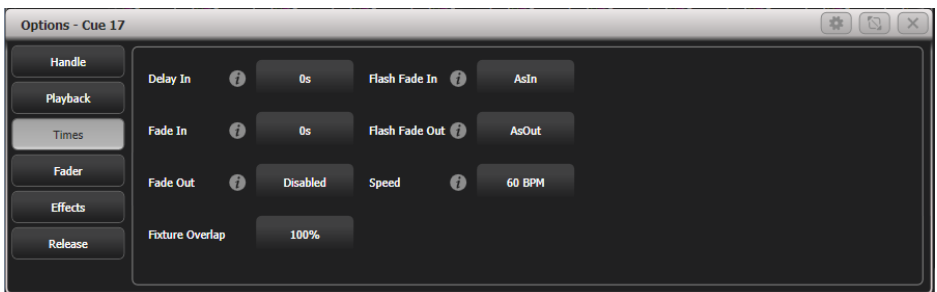 Options - Cue 17
Handle
Playback
Times
Fader
Effects
Release
Delay In i 0s Flash Fade In i AsIn
Fade In i 0s Flash Fade Out i AsOut
Fade Out i Disabled Speed i 60 BPM
Fixture Overlap 100%